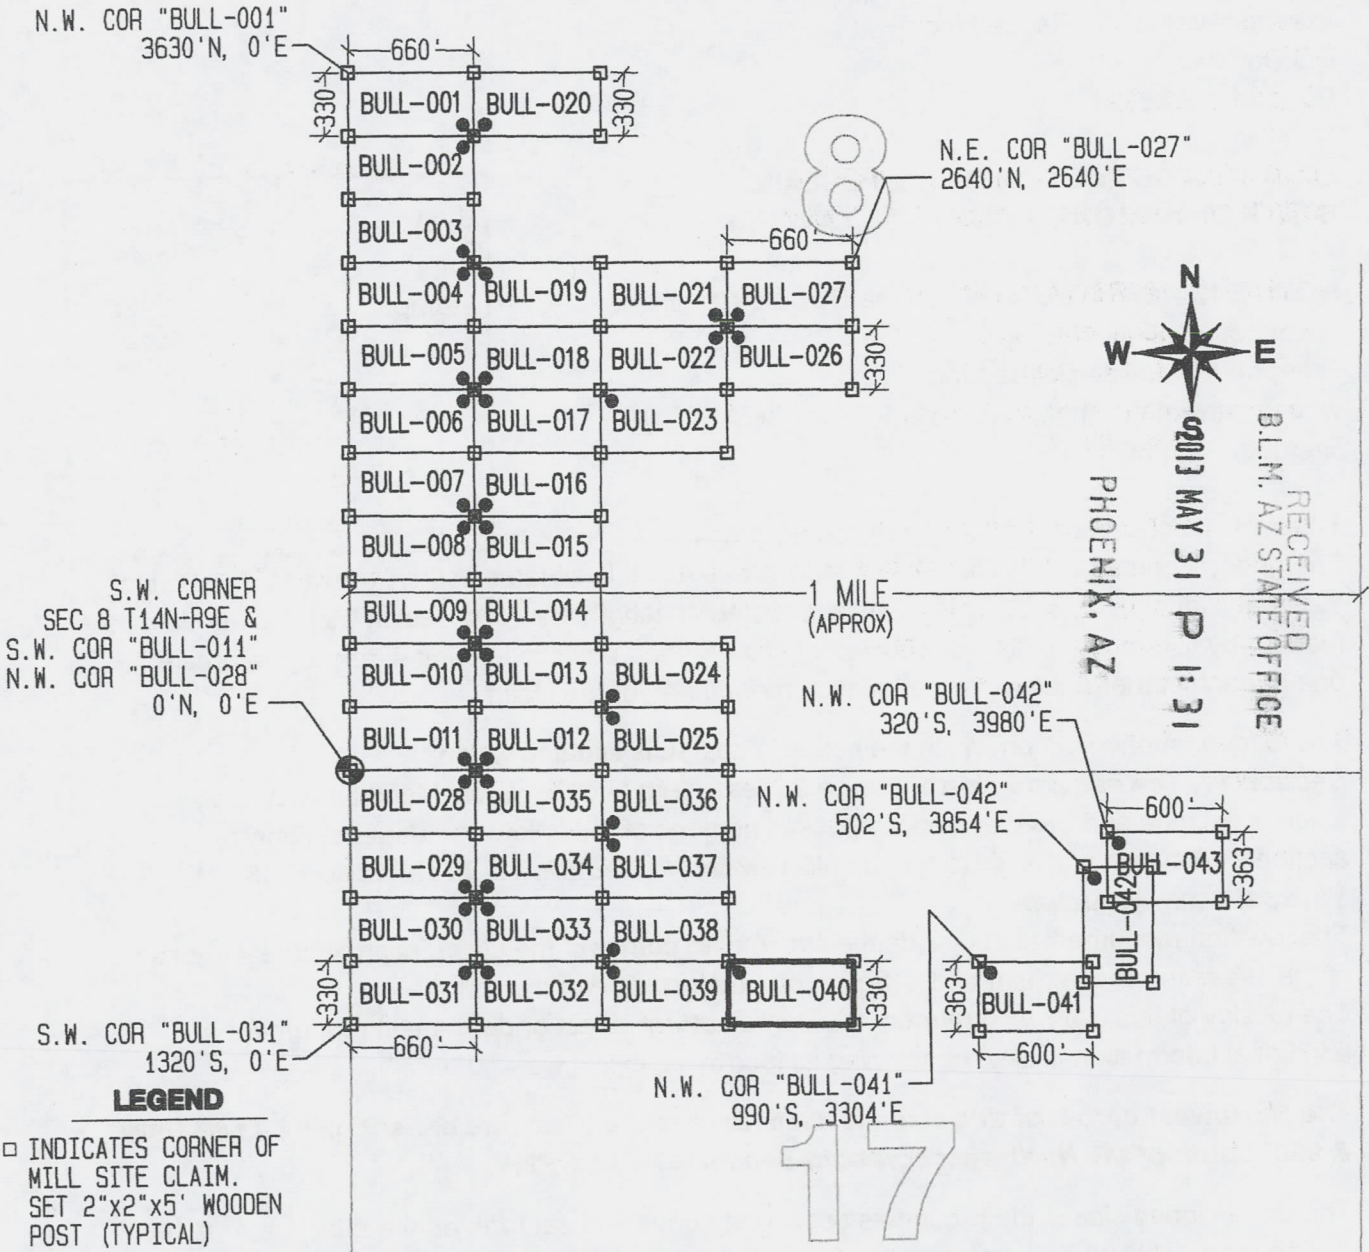 N.W. COR "BULL-001"
3630'N, 0'E
660'
330
BULL-001
BULL-020
330
BULL-002
8
N.E. COR "BULL-027"
2640'N, 2640'E
BULL-003
660'
BULL-004
BULL-019
BULL-021
BULL-027
N
W
E
S
BULL-005
BULL-018
BULL-022
BULL-026
330
BULL-006
BULL-017
BULL-023
BULL-007
BULL-016
BULL-008
BULL-015
RECEIVED
B.L.M. AZ STATE OFFICE
2013 MAY 31 P 1:31
PHOENIX, AZ
S.W. CORNER
SEC 8 T14N-R9E &
S.W. COR "BULL-011"
N.W. COR "BULL-028"
0'N, 0'E
BULL-009
BULL-014
1 MILE
(APPROX)
BULL-010
BULL-013
BULL-024
BULL-011
BULL-012
BULL-025
N.W. COR "BULL-042"
320'S, 3980'E
BULL-028
BULL-035
BULL-036
N.W. COR "BULL-042"
502'S, 3854'E
600'
BULL-043
363
BULL-042
BULL-029
BULL-034
BULL-037
BULL-030
BULL-033
BULL-038
330
BULL-031
BULL-032
BULL-039
BULL-040
330
363
BULL-041
600'
S.W. COR "BULL-031"
1320'S, 0'E
660'
N.W. COR "BULL-041"
990'S, 3304'E
17
LEGEND
INDICATES CORNER OF
MILL SITE CLAIM.
SET 2"x2"x5' WOODEN
POST (TYPICAL)